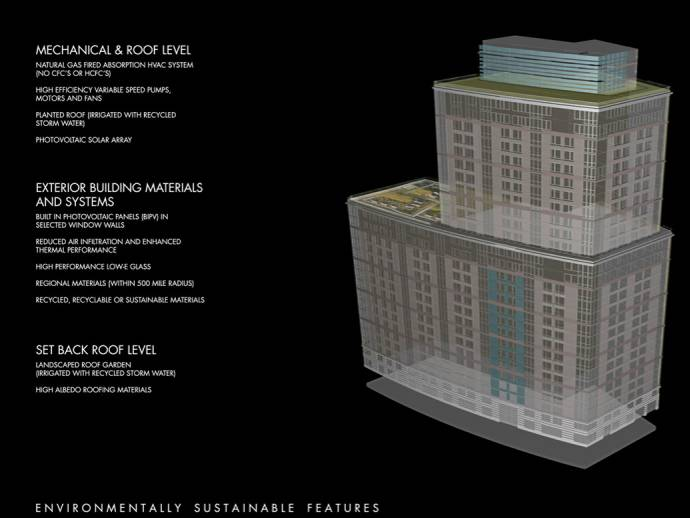 MECHANICAL & ROOF LEVEL
NATURAL GAS FIRED ABSORPTION HVAC SYSTEM
(NO CFC'S OR HCFC'S)
HIGH EFFICIENCY VARIABLE SPEED PUMPS,
MOTORS AND FANS
PLANTED ROOF (IRRIGATED WITH RECYCLED
STORM WATER)
PHOTOVOLTAIC SOLAR ARRAY
EXTERIOR BUILDING MATERIALS
AND SYSTEMS
BUILT IN PHOTOVOLTAIC PANELS (BIPV) IN
SELECTED WINDOW WALLS
REDUCED AIR INFILTRATION AND ENHANCED
THERMAL PERFORMANCE
HIGH PERFORMANCE LOW-E GLASS
REGIONAL MATERIALS (WITHIN 500 MILE RADIUS)
RECYCLED, RECYCLABLE OR SUSTAINABLE MATERIALS
SET BACK ROOF LEVEL
LANDSCAPED ROOF GARDEN
(IRRIGATED WITH RECYCLED STORM WATER)
HIGH ALBEDO ROOFING MATERIALS
ENVIRONMENTALLY SUSTAINABLE FEATURES